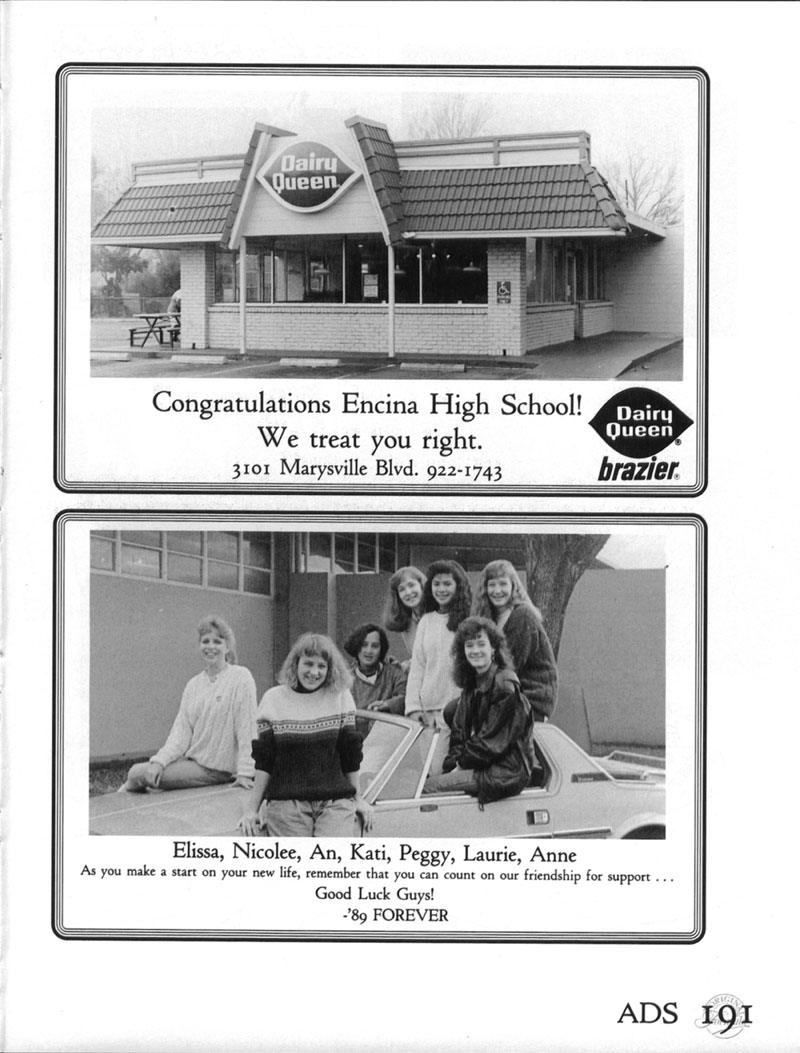 Dairy
Queen
Congratulations Encina High School!
We treat you right.
3101 Marysville Blvd. 922-1743
Dairy
Queen®
brazier®
Elissa, Nicolee, An, Kati, Peggy, Laurie, Anne
As you make a start on your new life, remember that you can count on our friendship for support . . .
Good Luck Guys!
-'89 FOREVER
ADS 191